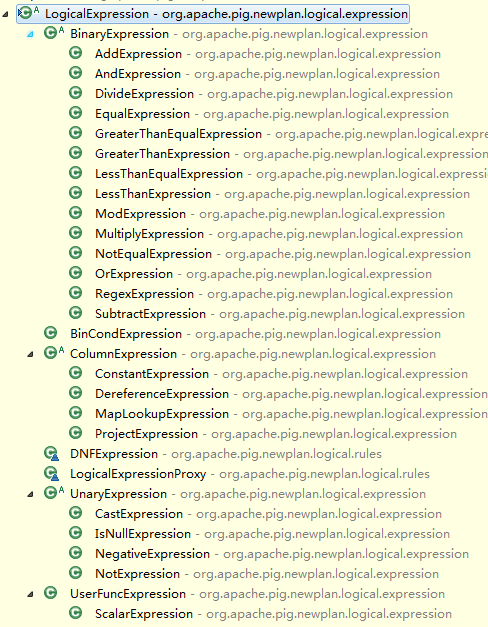 LogicalExpression - org.apache.pig.newplan.logical.expression
BinaryExpression - org.apache.pig.newplan.logical.expression
AddExpression - org.apache.pig.newplan.logical.expression
AndExpression - org.apache.pig.newplan.logical.expression
DivideExpression - org.apache.pig.newplan.logical.expression
EqualExpression - org.apache.pig.newplan.logical.expression
GreaterThanEqualExpression - org.apache.pig.newplan.logical.expre
GreaterThanExpression - org.apache.pig.newplan.logical.expression
LessThanEqualExpression - org.apache.pig.newplan.logical.expressi
LessThanExpression - org.apache.pig.newplan.logical.expression
ModExpression - org.apache.pig.newplan.logical.expression
MultiplyExpression - org.apache.pig.newplan.logical.expression
NotEqualExpression - org.apache.pig.newplan.logical.expression
OrExpression - org.apache.pig.newplan.logical.expression
RegexExpression - org.apache.pig.newplan.logical.expression
SubtractExpression - org.apache.pig.newplan.logical.expression
BinCondExpression - org.apache.pig.newplan.logical.expression
ColumnExpression - org.apache.pig.newplan.logical.expression
ConstantExpression - org.apache.pig.newplan.logical.expression
DereferenceExpression - org.apache.pig.newplan.logical.expression
MapLookupExpression - org.apache.pig.newplan.logical.expression
ProjectExpression - org.apache.pig.newplan.logical.expression
DNFExpression - org.apache.pig.newplan.logical.rules
LogicalExpressionProxy - org.apache.pig.newplan.logical.rules
UnaryExpression - org.apache.pig.newplan.logical.expression
CastExpression - org.apache.pig.newplan.logical.expression
IsNullExpression - org.apache.pig.newplan.logical.expression
NegativeExpression - org.apache.pig.newplan.logical.expression
NotExpression - org.apache.pig.newplan.logical.expression
UserFuncExpression - org.apache.pig.newplan.logical.expression
ScalarExpression - org.apache.pig.newplan.logical.expression